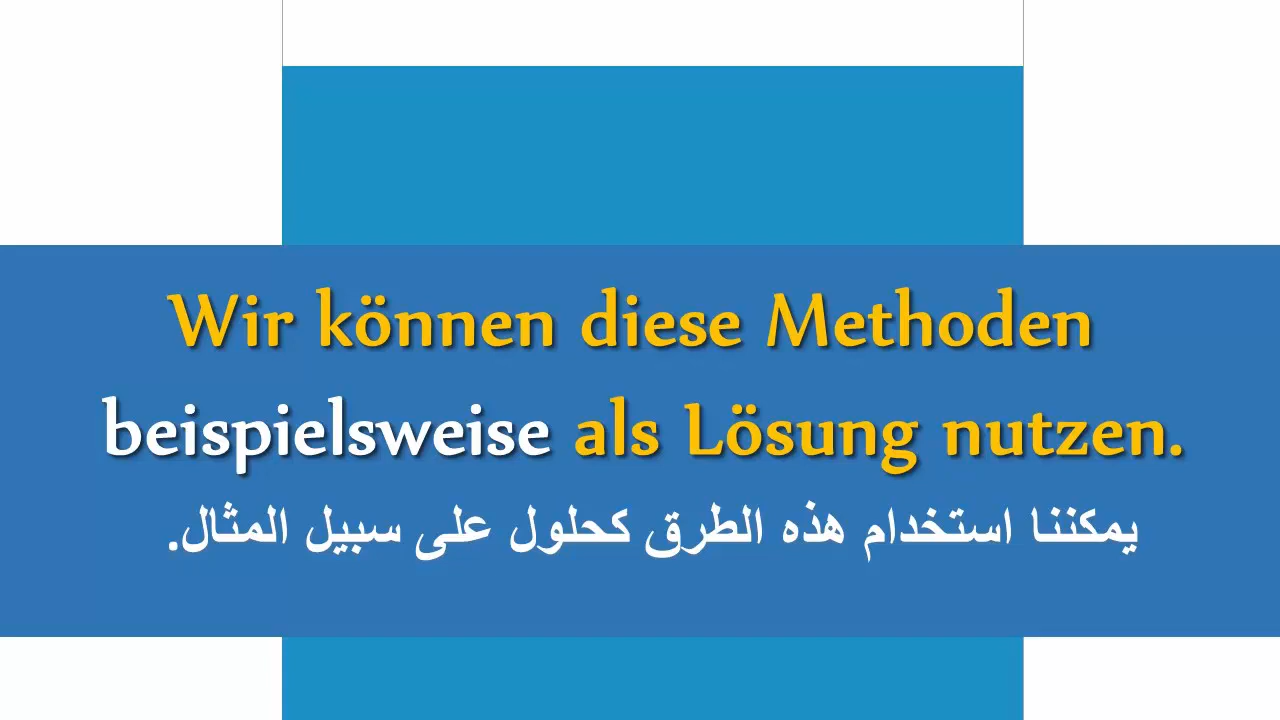 Wir können diese Methoden
beispielsweise als Lösung nutzen.
يمكننا استخدام هذه الطرق كحلول على سبيل المثال.